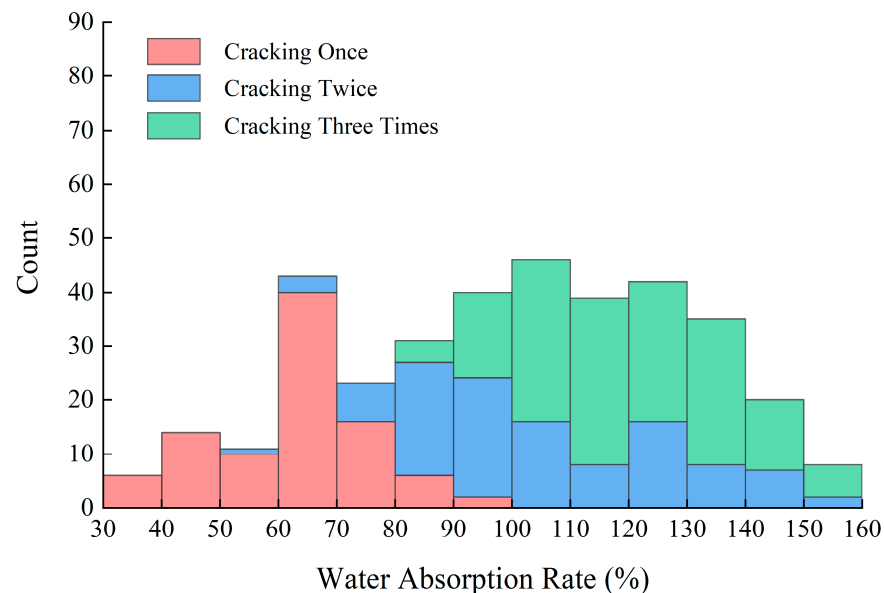 Cracking Once
Cracking Twice
Cracking Three Times
Count
90
80
70
60
50
40
30
20
10
0
30 40 50 60 70 80 90 100 110 120 130 140 150 160
Water Absorption Rate (%)